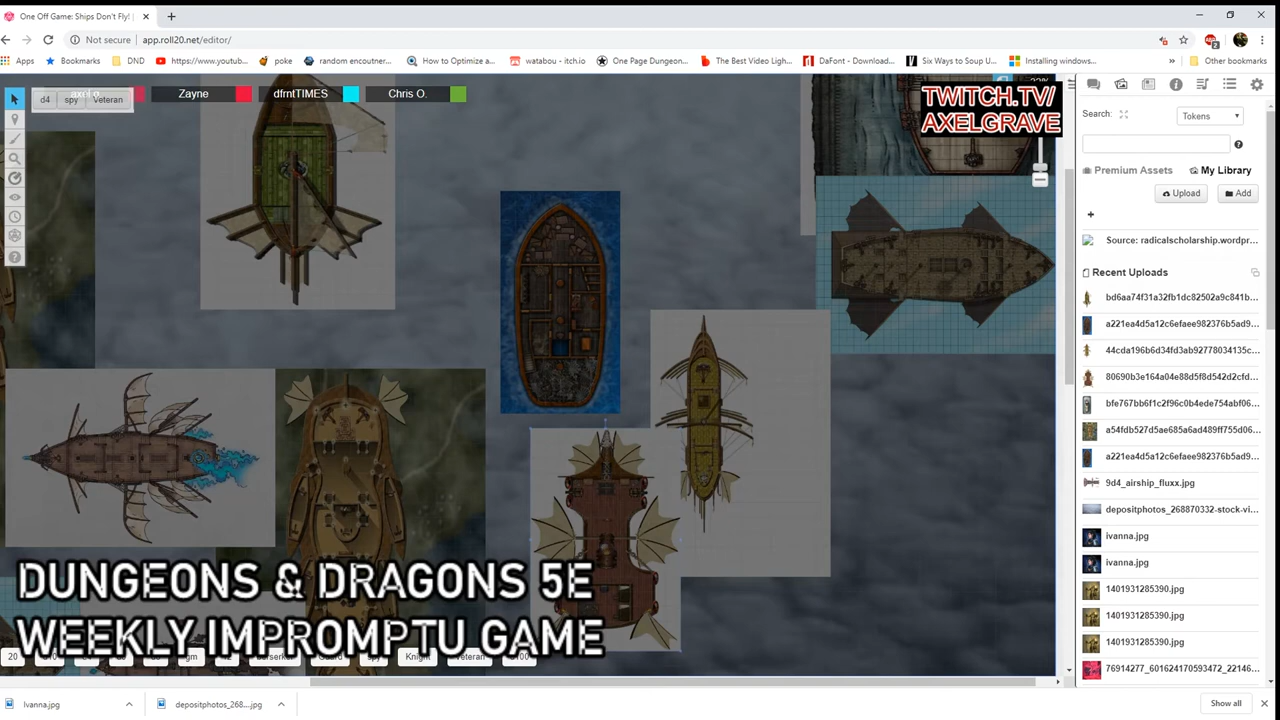 One Off Game: Ships Don't Fly! |
Not secure | app.roll20.net/editor/
Apps Bookmarks DND https://www.youtub... poke random encoutner... How to Optimize a... watabou - itch.io One Page Dungeon... The Best Video Ligh... DaFont - Download... Six Ways to Soup U... Installing windows... » Other bookmarks
d4 spy Veteran Zayne dfrntTIMES Chris O.
TWITCH.TV/
AXELGRAVE
Search: Tokens
Premium Assets My Library
Upload Add
Source: radicalscholarship.wordpr...
Recent Uploads
bd6aa74f31a32fb1dc82502a9c841b...
a221ea4d5a12c6efaee982376b5ad9...
44cda196b6d34fd3ab92778034135c...
80690b3e164a04e88d5f8d542d2cfd...
bfe767bb6f1c2f96c0b4ede754abf06...
a54fdb527d5ae685a6ad489ff755d06...
a221ea4d5a12c6efaee982376b5ad9...
9d4_airship_fluxx.jpg
depositphotos_268870332-stock-vi...
ivanna.jpg
ivanna.jpg
1401931285390.jpg
1401931285390.jpg
1401931285390.jpg
76914277_601624170593472_22146...
DUNGEONS & DRAGONS 5E
WEEKLY IMPROMPTU GAME
20 spy Knight Veteran
Ivanna.jpg depositphotos_268....jpg Show all